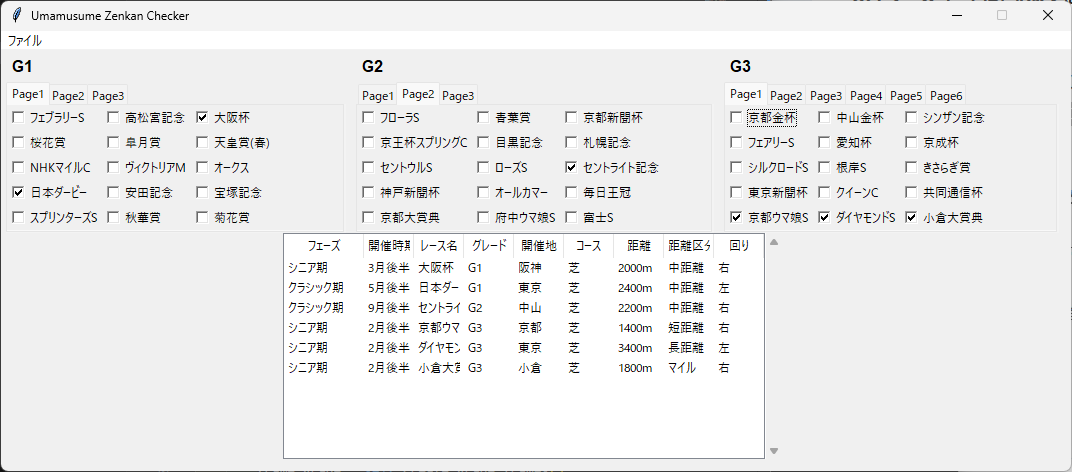 Umamusume Zenkan Checker
ファイル
G1
Page1 Page2 Page3
フェブラリーS 高松宮記念 大阪杯
桜花賞 皐月賞 天皇賞(春)
NHKマイルC ヴィクトリアM オークス
日本ダービー 安田記念 宝塚記念
スプリンターズS 秋華賞 菊花賞
G2
Page1 Page2 Page3
フローラS 青葉賞 京都新聞杯
京王杯スプリングC 目黒記念 札幌記念
セントウルS ローズS セントライト記念
神戸新聞杯 オールカマー 毎日王冠
京都大賞典 府中ウマ娘S 富士S
G3
Page1 Page2 Page3 Page4 Page5 Page6
京都金杯 中山金杯 シンザン記念
フェアリーS 愛知杯 京成杯
シルクロードS 根岸S きさらぎ賞
東京新聞杯 クイーンC 共同通信杯
京都ウマ娘S ダイヤモンドS 小倉大賞典
フェーズ 開催時期 レース名 グレード 開催地 コース 距離 距離区分 回り
シニア期 3月後半 大阪杯 G1 阪神 芝 2000m 中距離 右
クラシック期 5月後半 日本ダー G1 東京 芝 2400m 中距離 左
クラシック期 9月後半 セントライ G2 中山 芝 2200m 中距離 右
シニア期 2月後半 京都ウマ G3 京都 芝 1400m 短距離 右
シニア期 2月後半 ダイヤモン G3 東京 芝 3400m 長距離 左
シニア期 2月後半 小倉大賞 G3 小倉 芝 1800m マイル 右